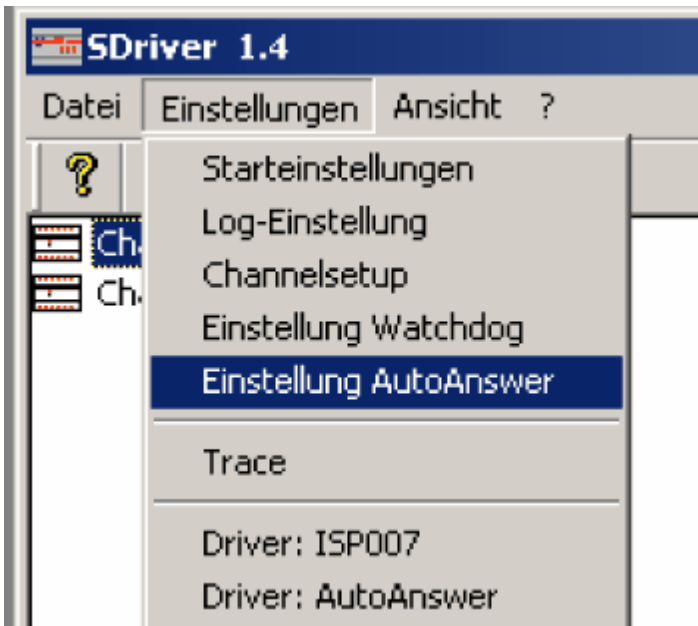 SDriver 1.4
Datei Einstellungen Ansicht ?
Starteinstellungen
Log-Einstellung
Channelsetup
Einstellung Watchdog
Einstellung AutoAnswer
Trace
Driver: ISP007
Driver: AutoAnswer